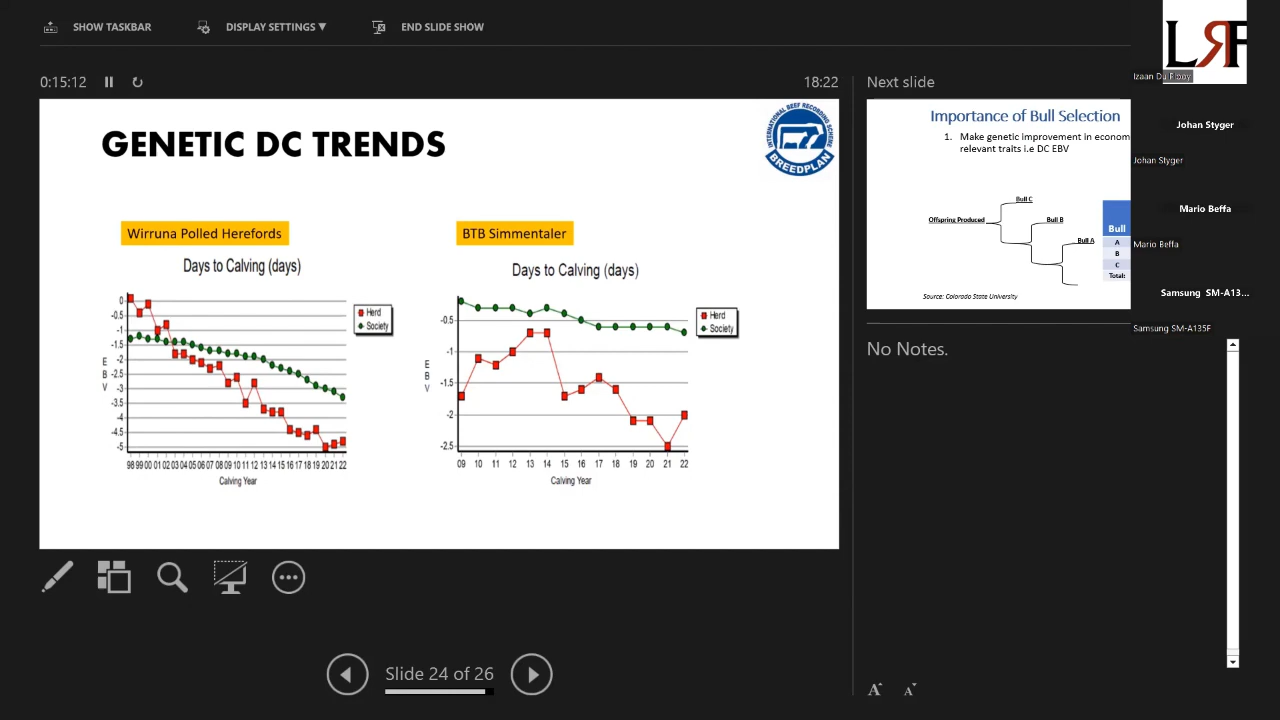 SHOW TASKBAR
DISPLAY SETTINGS ▼
END SLIDE SHOW
0:15:12
18:22
GENETIC DC TRENDS
INTERNATIONAL BEEF RECORDING SCHEME
BREEDPLAN
Wirruna Polled Herefords
Days to Calving (days)
0
-.5
-1
-1.5
-2
-2.5
-3
-3.5
-4
-4.5
-5
E
B
V
98 99 00 01 02 03 04 05 06 07 08 09 10 11 12 13 14 15 16 17 18 19 20 21 22
Calving Year
Herd
Society
BTB Simmentaler
Days to Calving (days)
-0.5
-1
-1.5
-2
-2.5
E
B
V
09 10 11 12 13 14 15 16 17 18 19 20 21 22
Calving Year
Herd
Society
Slide 24 of 26
Next slide
Importance of Bull Selection
1. Make genetic improvement in econom
relevant traits i.e DC EBV
Offspring Produced
Bull C
Bull B
Bull A
Bull
A
B
C
Total:
Source: Colorado State University
No Notes.
A A
LRF
Izaan Du
Johan Styger
Johan Styger
Mario Beffa
Mario Beffa
Samsung SM-A13...
Samsung SM-A135F